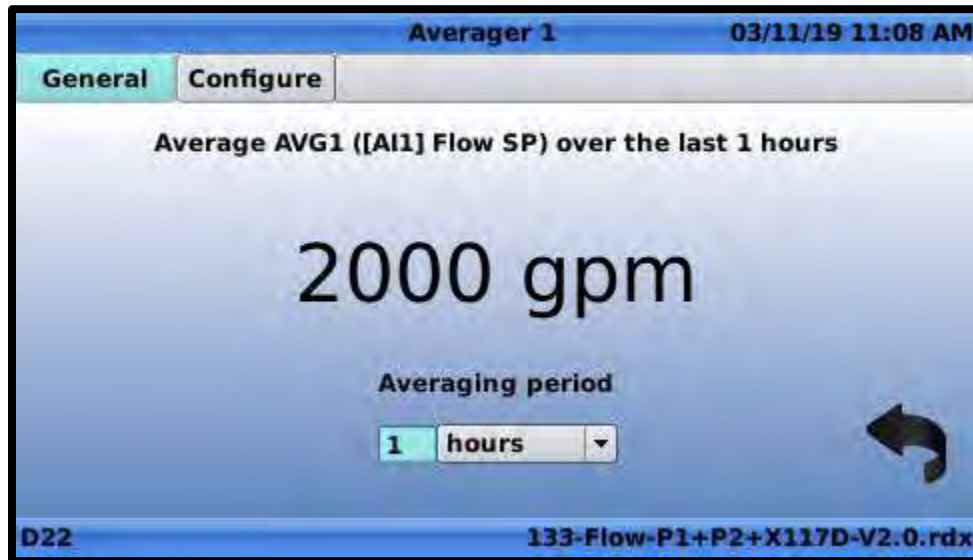 Averager 1 03/11/19 11:08 AM
General Configure
Average AVG1 ([AI1] Flow SP) over the last 1 hours
2000 gpm
Averaging period
1 hours
D22 133-Flow-P1+P2+X117D-V2.0.rdx